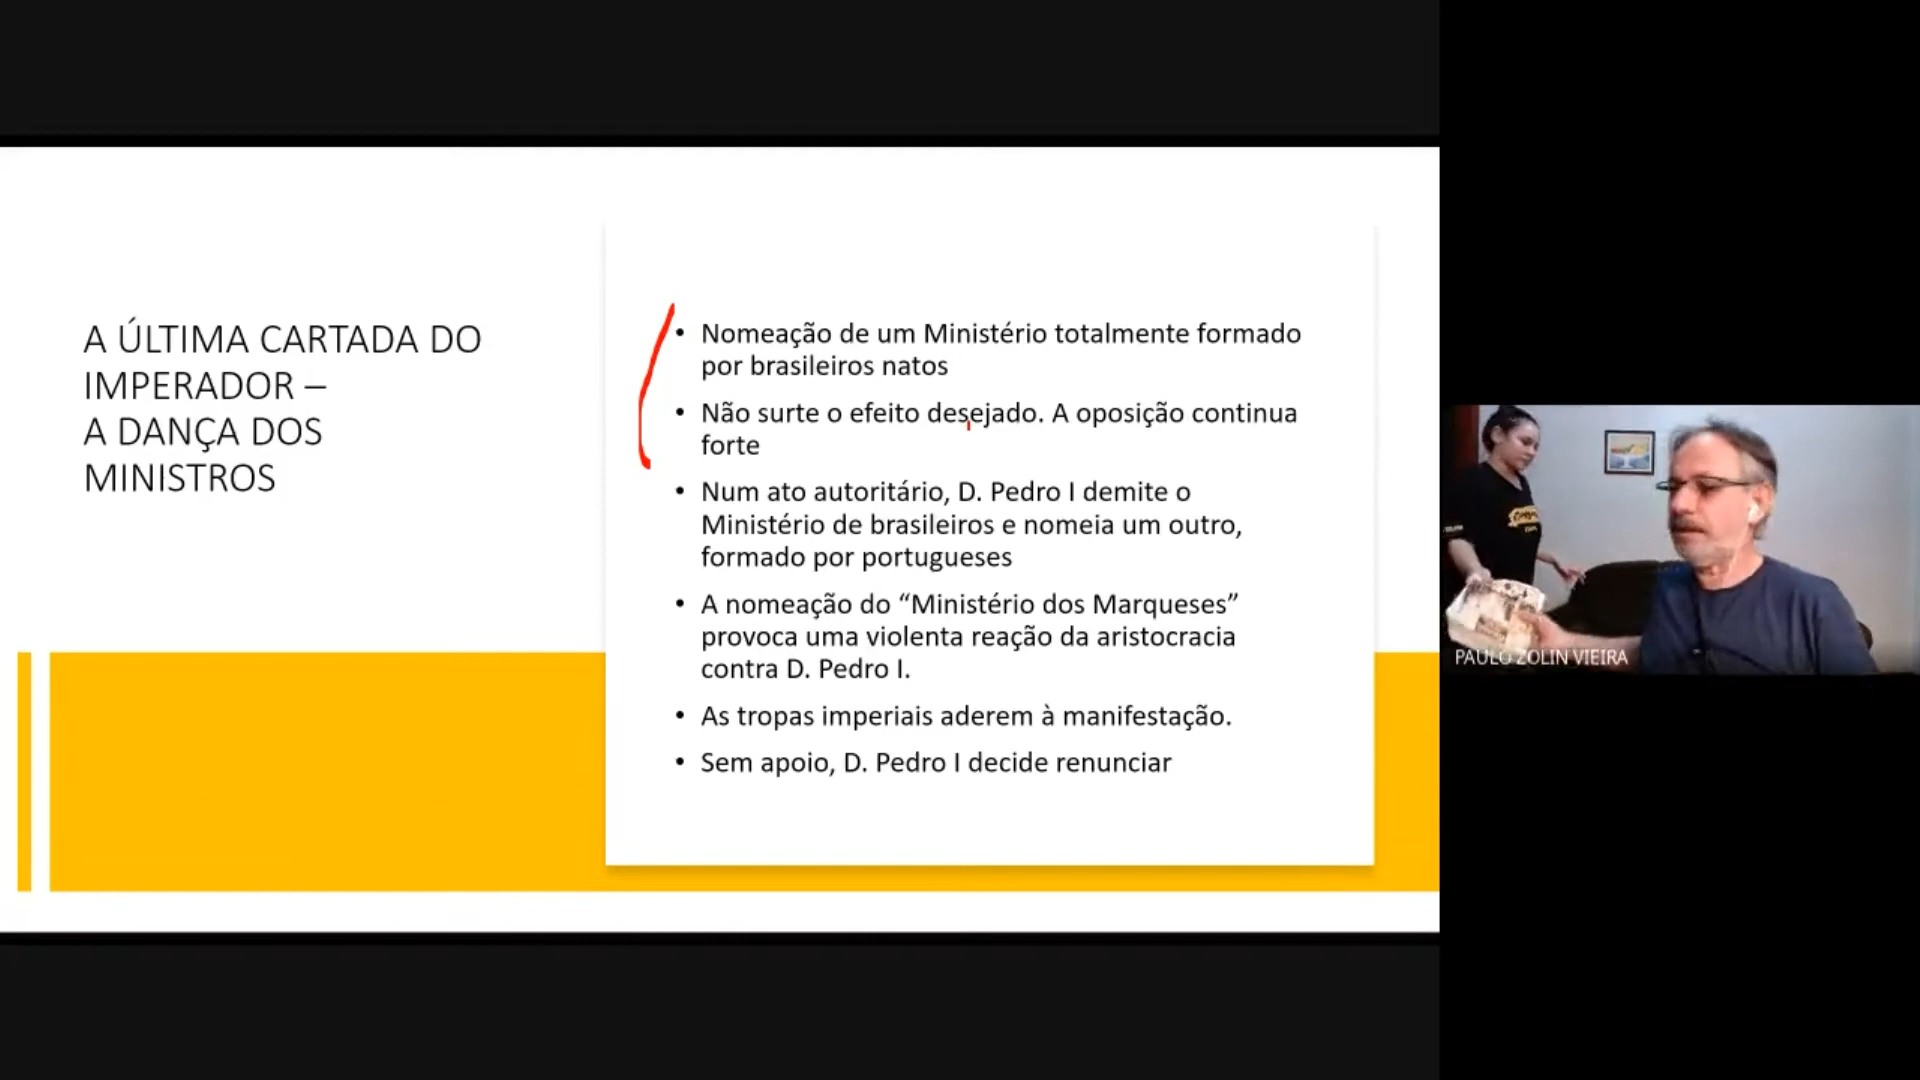 A ÚLTIMA CARTADA DO
IMPERADOR –
A DANÇA DOS
MINISTROS
• Nomeação de um Ministério totalmente formado
por brasileiros natos
• Não surte o efeito desejado. A oposição continua
forte
• Num ato autoritário, D. Pedro I demite o
Ministério de brasileiros e nomeia um outro,
formado por portugueses
• A nomeação do “Ministério dos Marqueses”
provoca uma violenta reação da aristocracia
contra D. Pedro I.
• As tropas imperiais aderem à manifestação.
• Sem apoio, D. Pedro I decide renunciar
PAULO ZOLIN VIEIRA